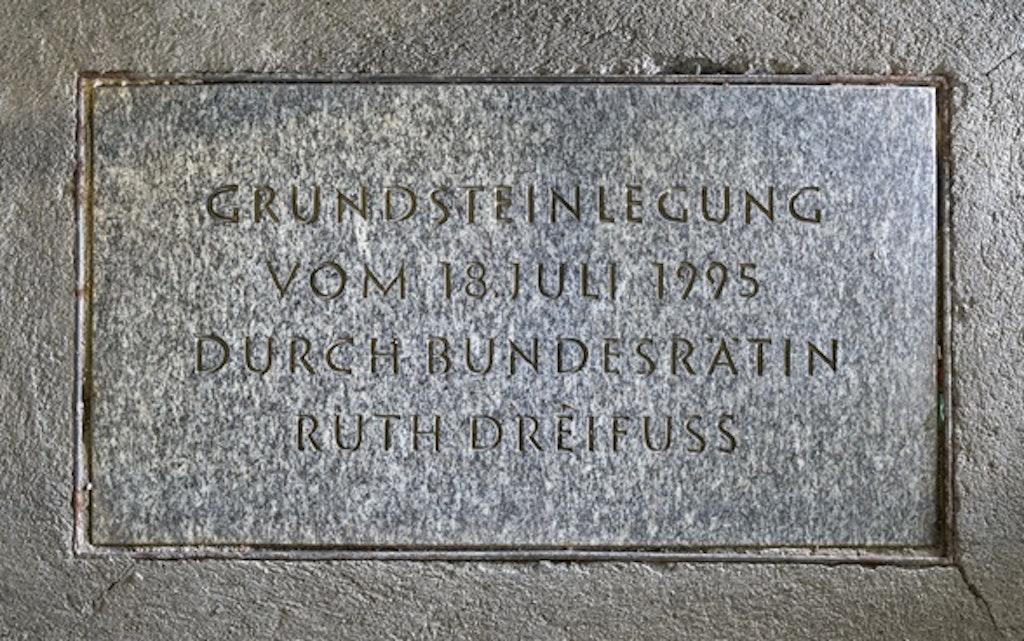 GRUNDSTEINLEGUNG
VOM 18. JULI 1995
DURCH BUNDESRÄTIN
RUTH DREIFUSS